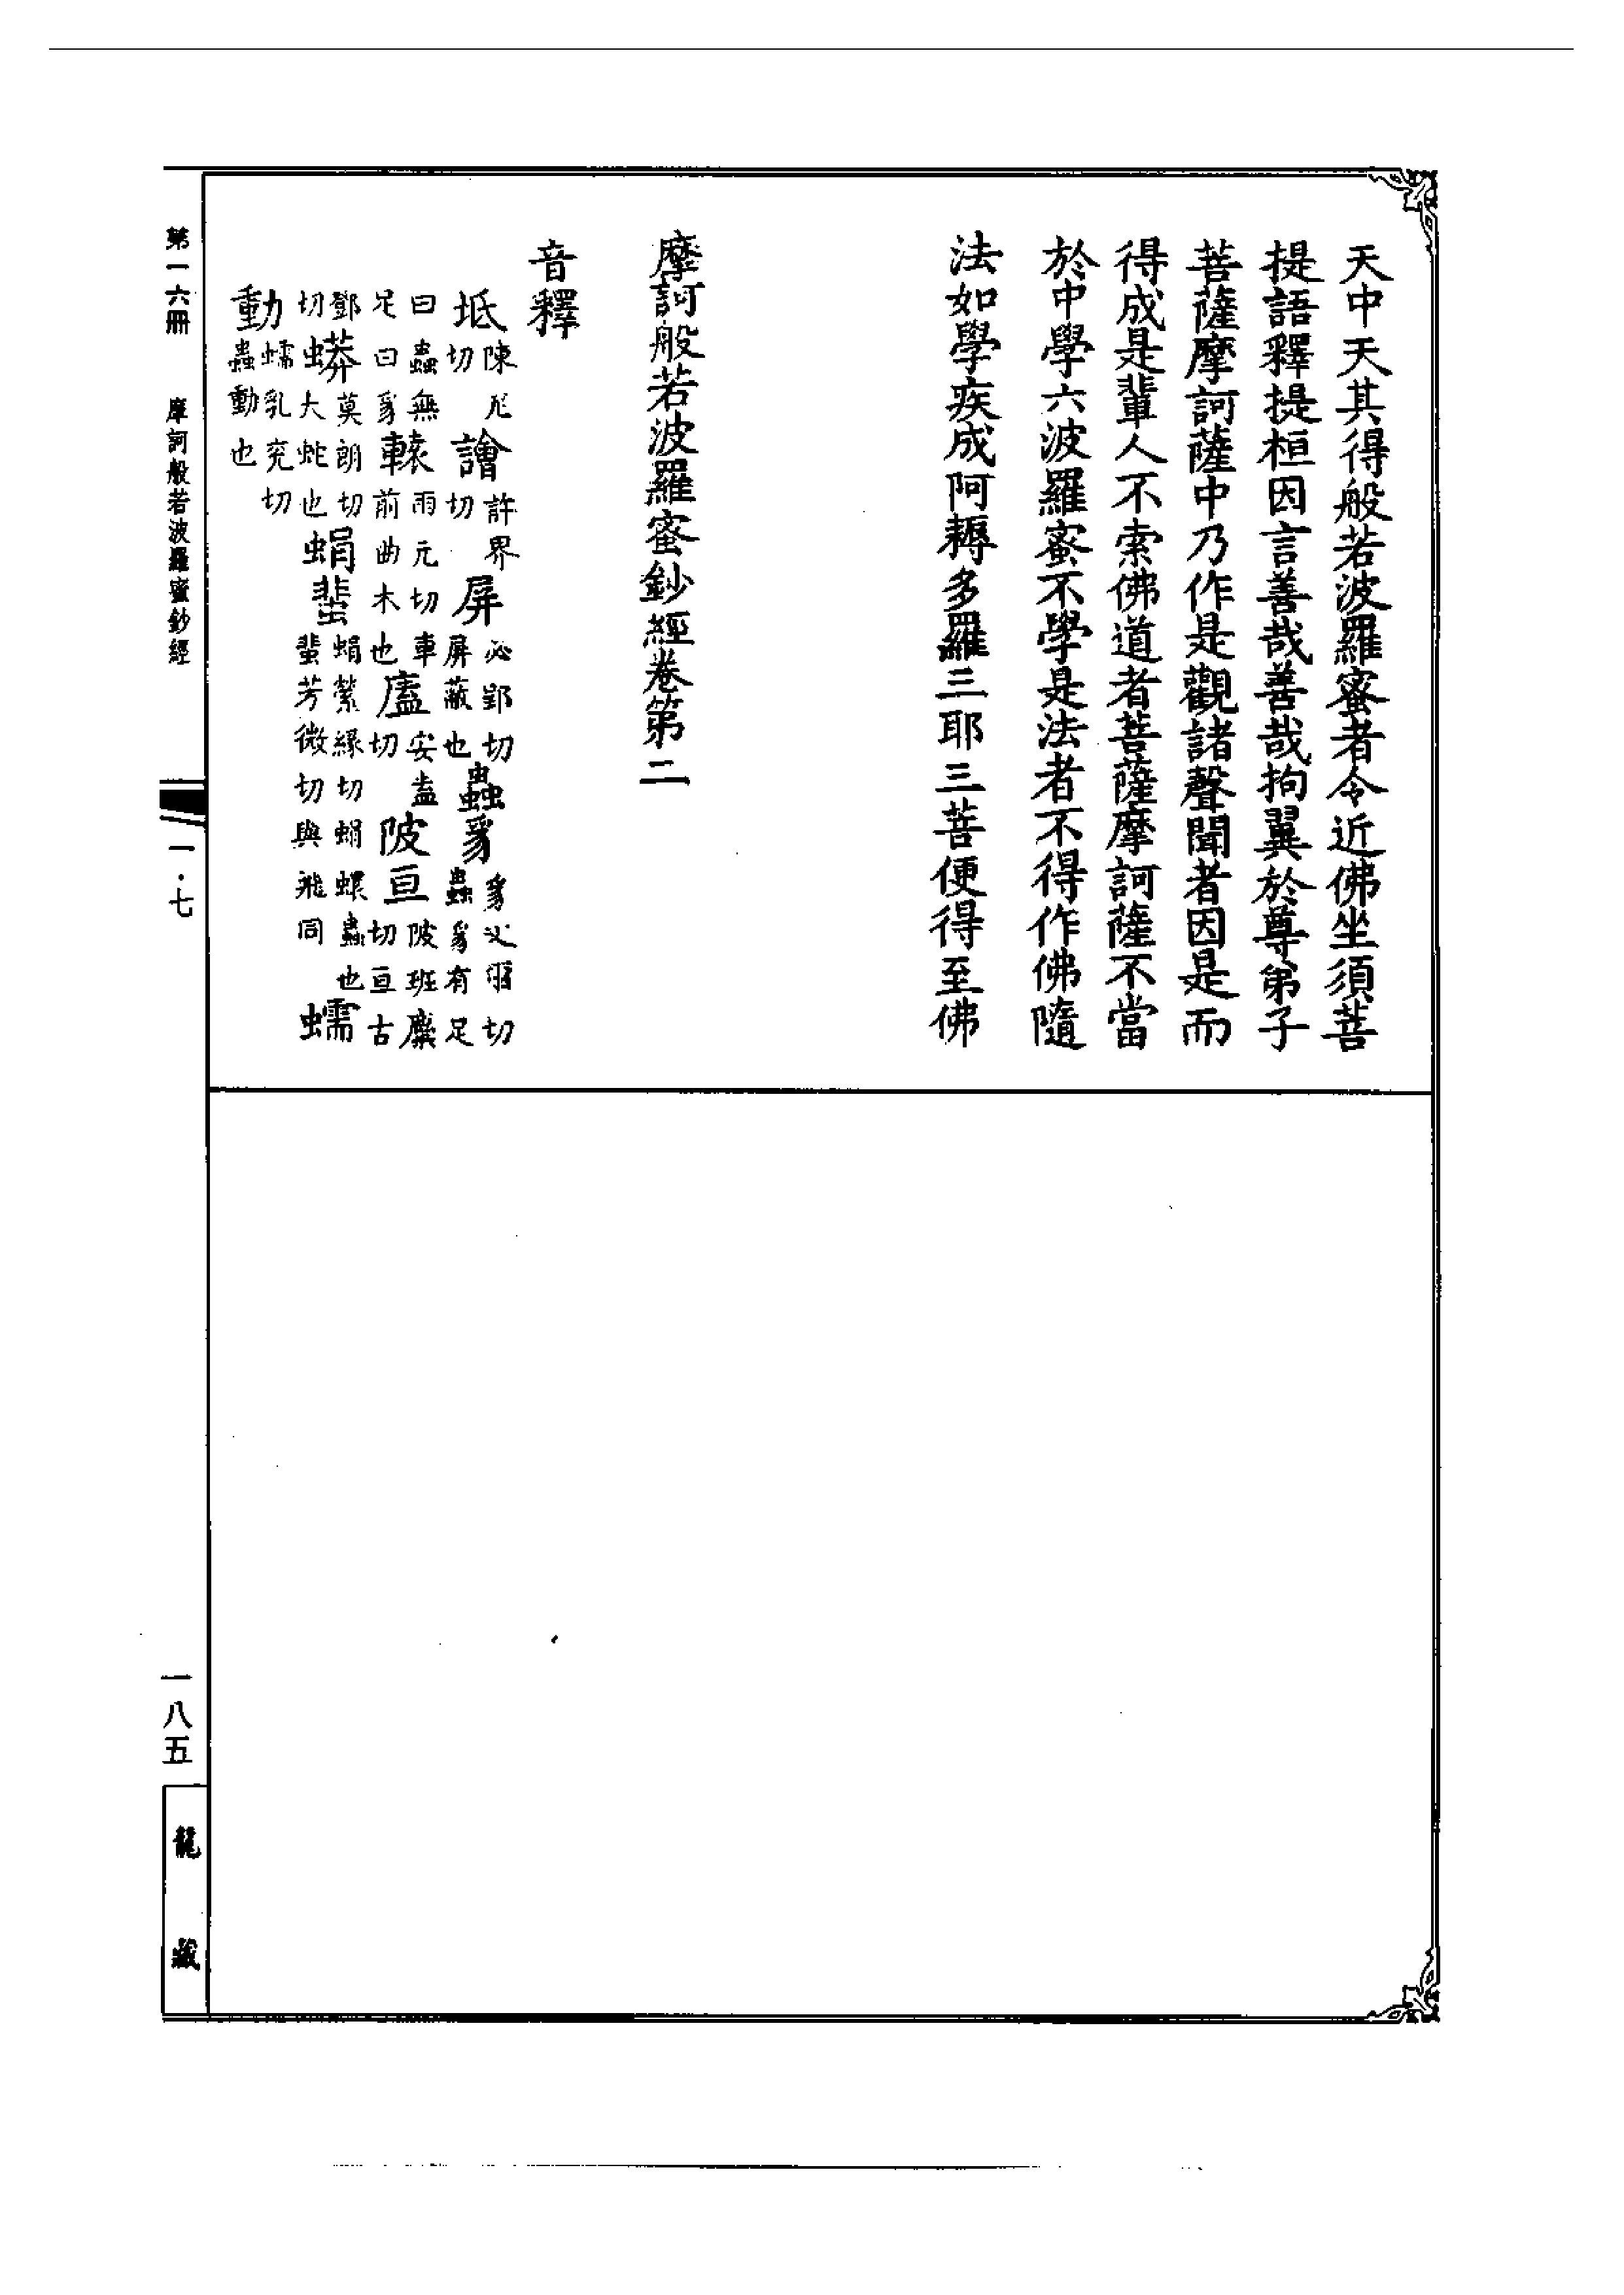 天中天其得般若波羅蜜者令近佛坐須菩
提語釋提桓因言善哉善哉拘翼於尊弟子
菩薩摩訶薩中乃作是觀諸聲聞者因是而
得成是輩人不索佛道者菩薩摩訶薩不當
於中學六波羅蜜不學是法者不得作佛隨
法如學疾成阿耨多羅三耶三菩便得至佛
摩訶般若波羅蜜鈔經卷第二
音釋
坻陳尼切 譮許界切 屏必郢切屏蔽也 蟲豸豸丈爾切蟲豸有足
曰蟲無足曰豸 轅雨元切車前曲木也 廅安盍切 陂亘陂班糜切亘古
鄧切 蟒莫朗切大蛇也 蜎蜚蜎縈緣切蜎蠉蟲也蜚芳微切與飛同 蠕
動蠕乳兖切蟲動也
第一六册 摩訶般若波羅蜜鈔經
一·七
一八五
龍藏